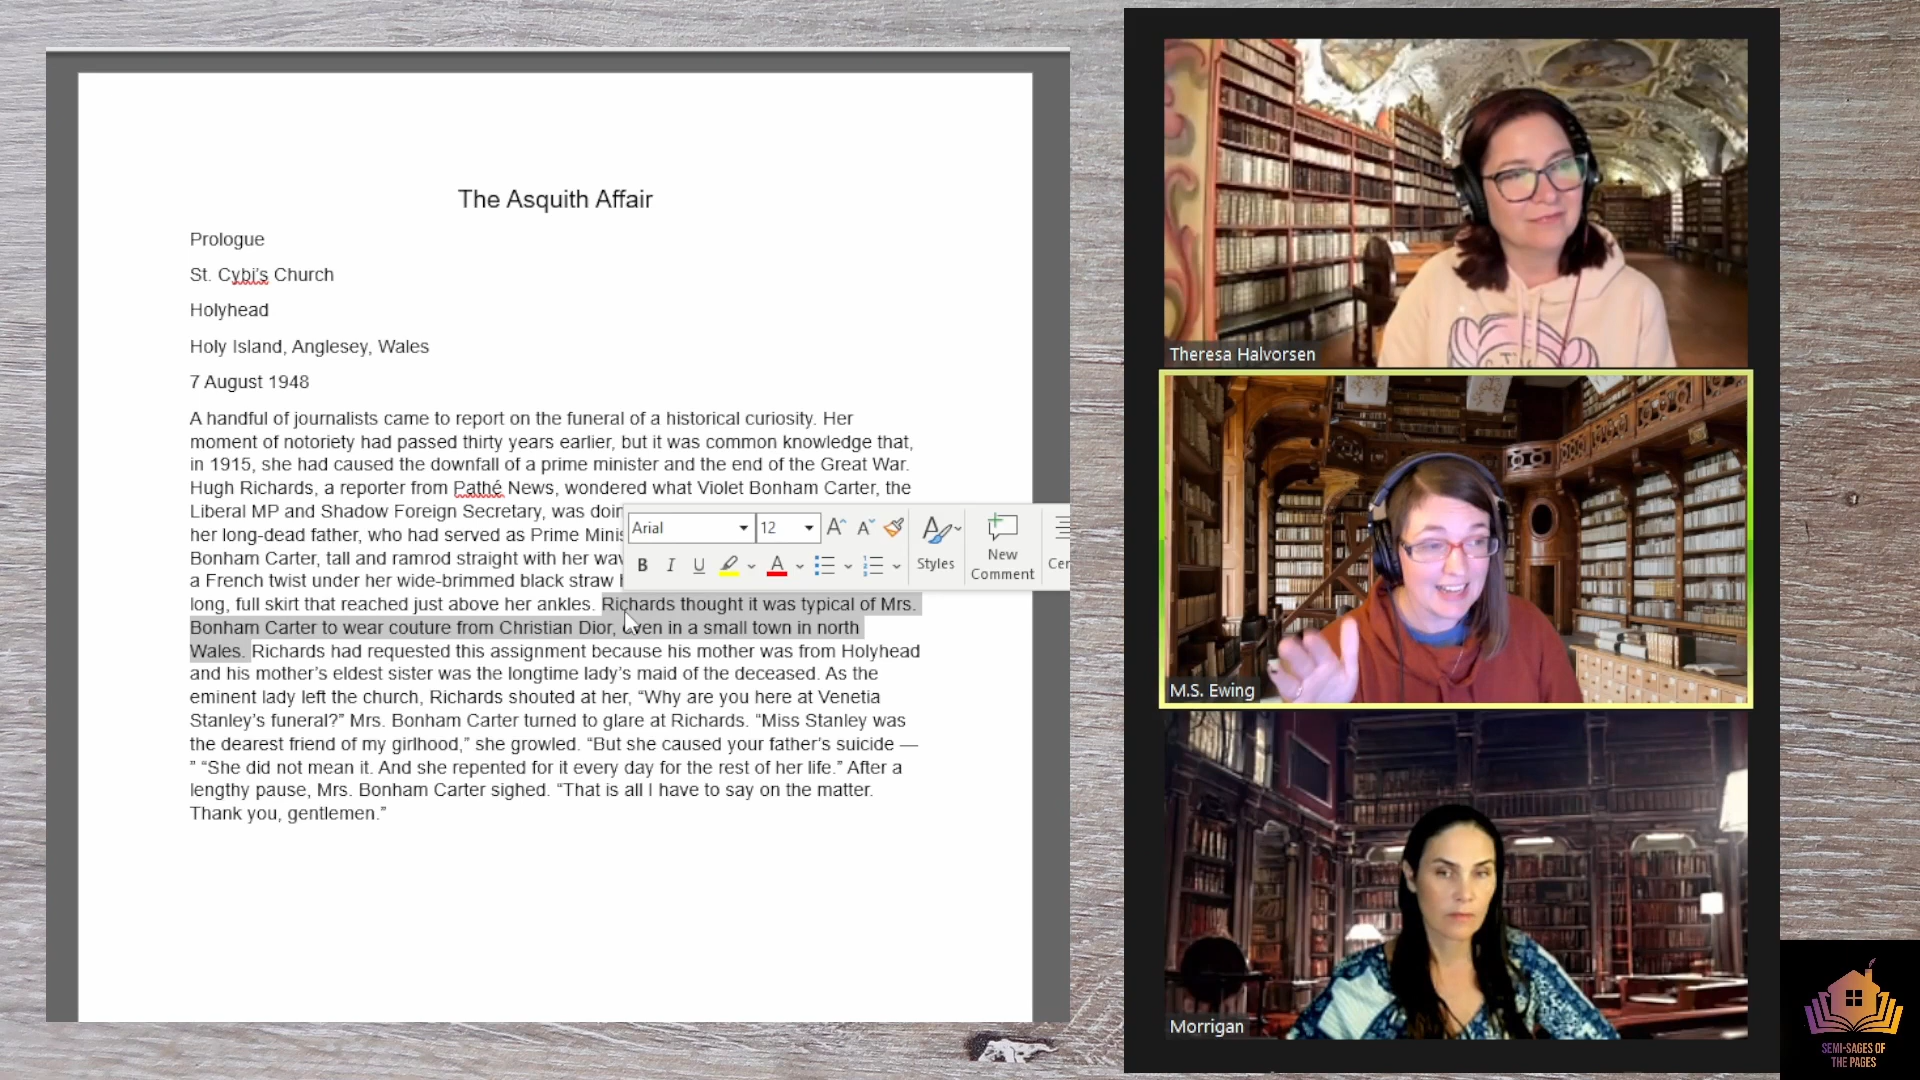 The Asquith Affair
Prologue
St. Cybi's Church
Holyhead
Holy Island, Anglesey, Wales
7 August 1948
A handful of journalists came to report on the funeral of a historical curiosity. Her
moment of notoriety had passed thirty years earlier, but it was common knowledge that,
in 1915, she had caused the downfall of a prime minister and the end of the Great War.
Hugh Richards, a reporter from Pathé News, wondered what Violet Bonham Carter, the
Liberal MP and Shadow Foreign Secretary, was
her long-dead father, who had served as Prime
Bonham Carter, tall and ramrod straight with her
a French twist under her wide-brimmed black straw
long, full skirt that reached just above her ankles. Richards thought it was typical of Mrs.
Bonham Carter to wear couture from Christian Dior, even in a small town in north
Wales. Richards had requested this assignment because his mother was from Holyhead
and his mother’s eldest sister was the longtime lady’s maid of the deceased. As the
eminent lady left the church, Richards shouted at her, “Why are you here at Venetia
Stanley’s funeral?” Mrs. Bonham Carter turned to glare at Richards. “Miss Stanley was
the dearest friend of my girlhood,” she growled. “But she caused your father’s suicide —
” “She did not mean it. And she repented for it every day for the rest of her life.” After a
lengthy pause, Mrs. Bonham Carter sighed. “That is all I have to say on the matter.
Thank you, gentlemen.”
Arial
12
A A
B I U A
Styles
New
Comment
Cer
Theresa Halvorsen
M.S. Ewing
Morrigan
SEMI-SAGES OF
THE PAGES